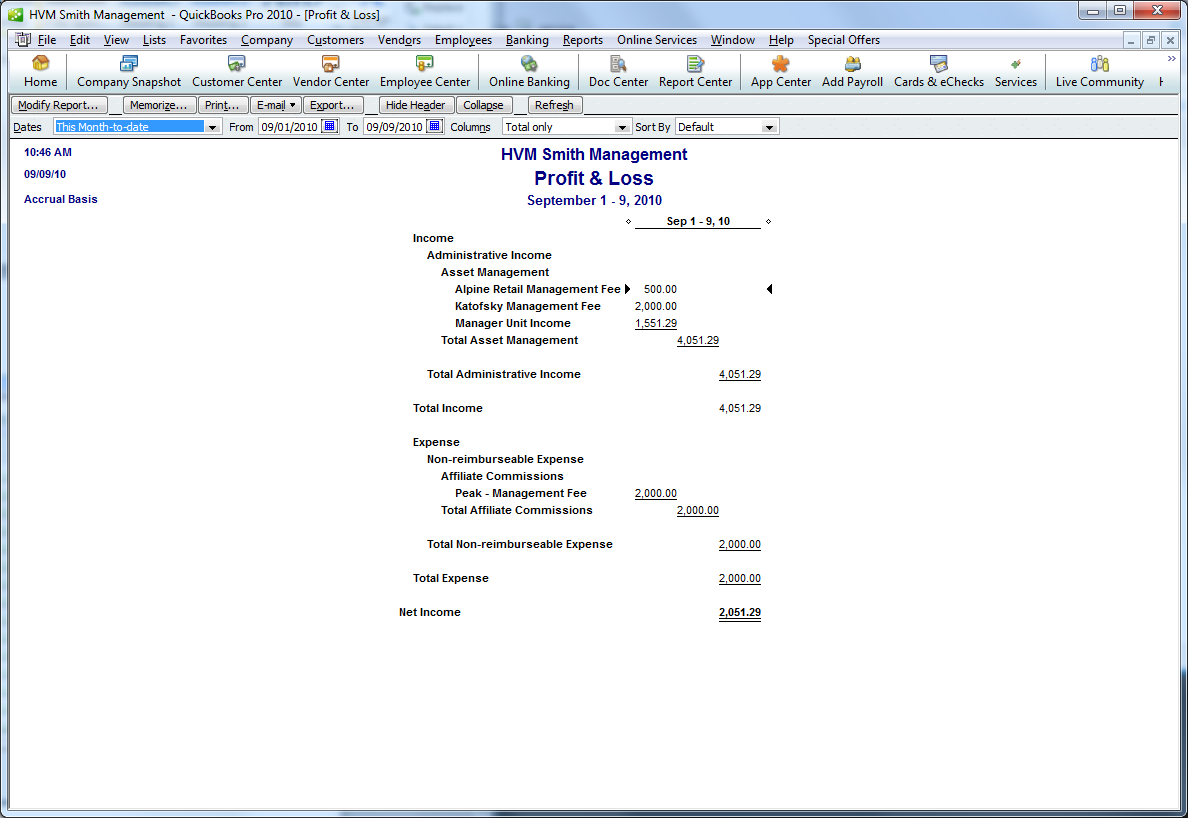 HVM Smith Management - QuickBooks Pro 2010 - [Profit & Loss]
File Edit View Lists Favorites Company Customers Vendors Employees Banking Reports Online Services Window Help Special Offers
Home Company Snapshot Customer Center Vendor Center Employee Center Online Banking Doc Center Report Center App Center Add Payroll Cards & eChecks Services Live Community
Modify Report... Memorize... Print... E-mail Export... Hide Header Collapse Refresh
Dates This Month-to-date From 09/01/2010 To 09/09/2010 Columns Total only Sort By Default
10:46 AM
09/09/10
Accrual Basis
HVM Smith Management
Profit & Loss
September 1 - 9, 2010
Sep 1 - 9, 10
Income
Administrative Income
Asset Management
Alpine Retail Management Fee 500.00
Katofsky Management Fee 2,000.00
Manager Unit Income 1,551.29
Total Asset Management 4,051.29
Total Administrative Income 4,051.29
Total Income 4,051.29
Expense
Non-reimburseable Expense
Affiliate Commissions
Peak - Management Fee 2,000.00
Total Affiliate Commissions 2,000.00
Total Non-reimburseable Expense 2,000.00
Total Expense 2,000.00
Net Income 2,051.29